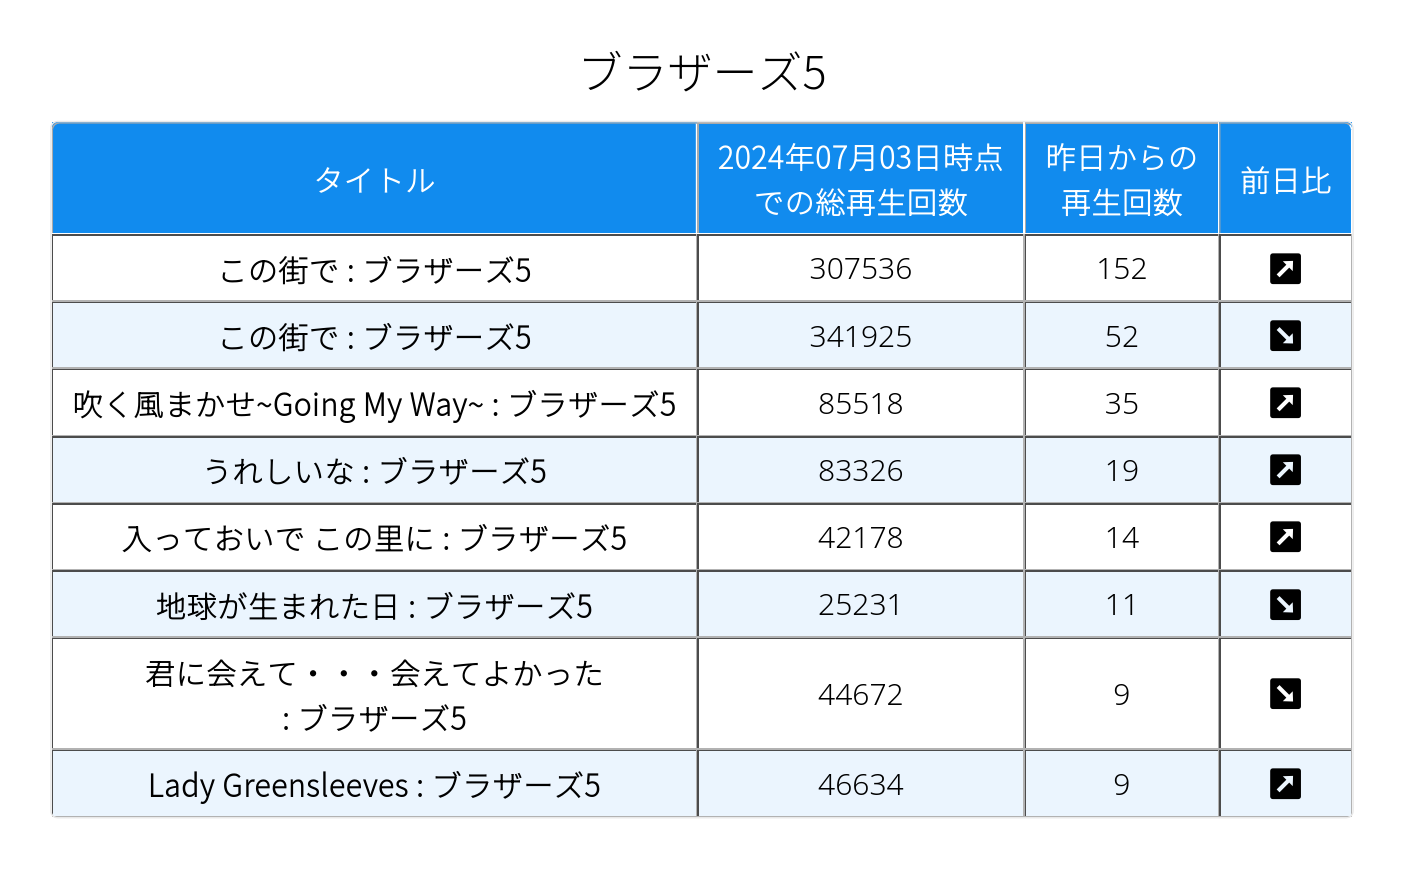 ブラザーズ5
タイトル
2024年07月03日時点
での総再生回数
昨日からの
再生回数
前日比
この街で : ブラザーズ5
307536
152
この街で : ブラザーズ5
341925
52
吹く風まかせ~Going My Way~ : ブラザーズ5
85518
35
うれしいな : ブラザーズ5
83326
19
入っておいで この里に : ブラザーズ5
42178
14
地球が生まれた日 : ブラザーズ5
25231
11
君に会えて・・・会えてよかった
: ブラザーズ5
44672
9
Lady Greensleeves : ブラザーズ5
46634
9